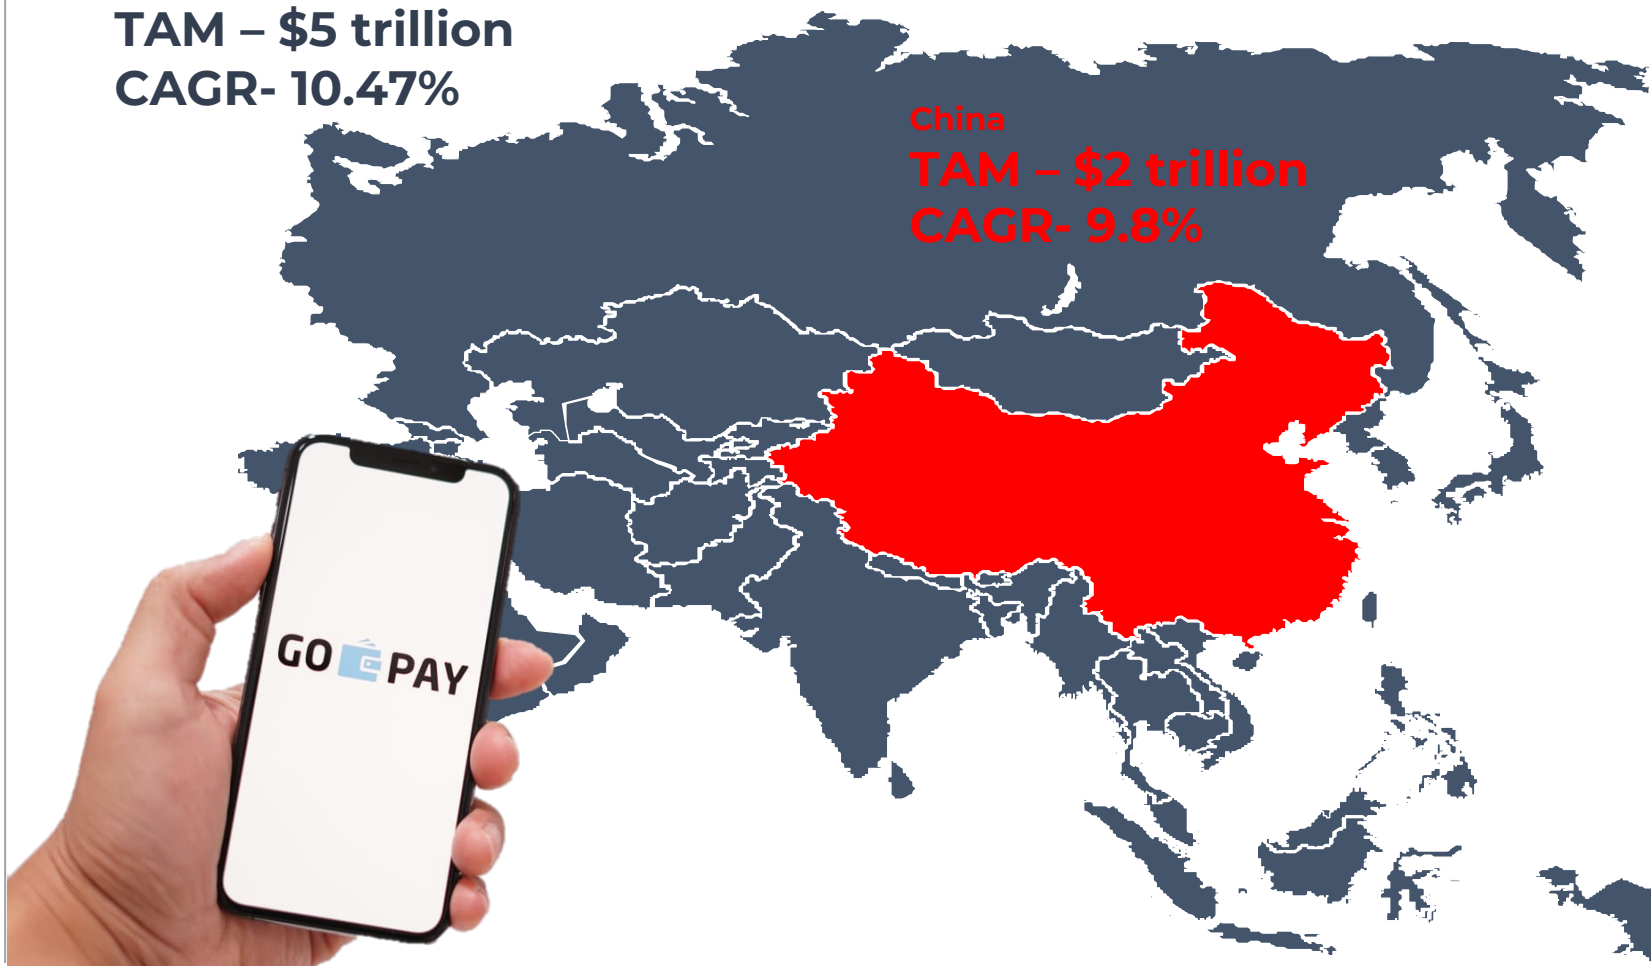 TAM – $5 trillion
CAGR- 10.47%
China
TAM – $2 trillion
CAGR- 9.8%
GO PAY